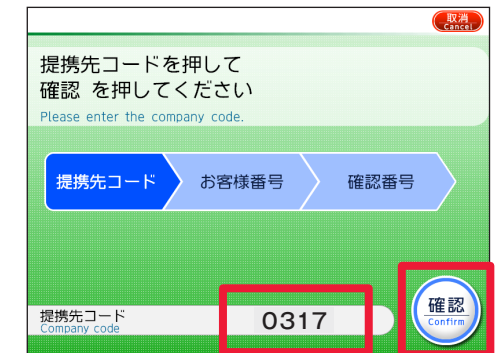 取消
Cancel
提携先コードを押して
確認 を押してください
Please enter the company code.
提携先コード
お客様番号
確認番号
提携先コード
Company code
0317
確認
Confirm